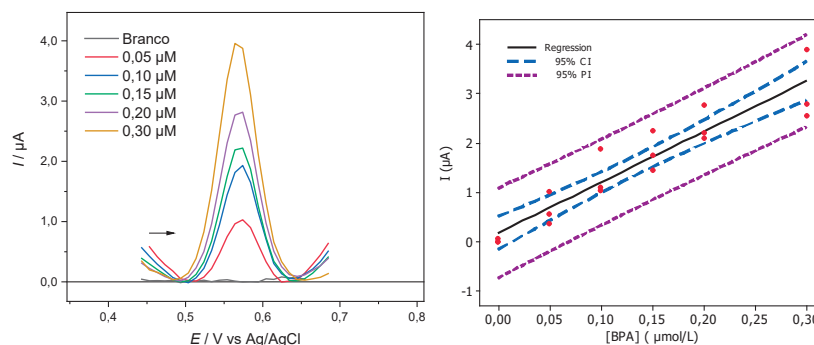 Branco
0,05 µM
0,10 µM
0,15 µM
0,20 µM
0,30 µM
4,0
3,0
2,0
1,0
0,0
I / µA
0,4 0,5 0,6 0,7 0,8
E / V vs Ag/AgCl
Regression
95% CI
95% PI
4
3
2
1
0
-1
I (µA)
0,00 0,05 0,10 0,15 0,20 0,25 0,30
[BPA] ( µmol/L)